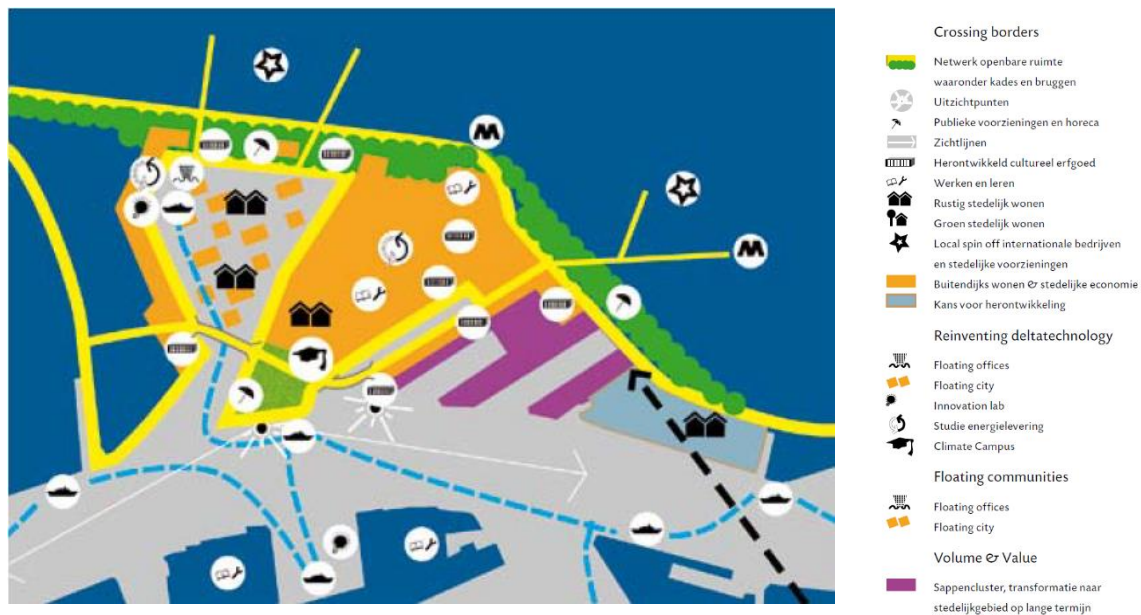 Crossing borders
Netwerk openbare ruimte
waaronder kades en bruggen
Uitzichtpunten
Publieke voorzieningen en horeca
Zichtlijnen
Herontwikkeld cultureel erfgoed
Werken en leren
Rustig stedelijk wonen
Groen stedelijk wonen
Local spin off internationale bedrijven
en stedelijke voorzieningen
Buitendijks wonen & stedelijke economie
Kans voor herontwikkeling
Reinventing deltatechnology
Floating offices
Floating city
Innovation lab
Studie energielevering
Climate Campus
Floating communities
Floating offices
Floating city
Volume & Value
Sappencluster, transformatie naar
stedelijkgebied op lange termijn